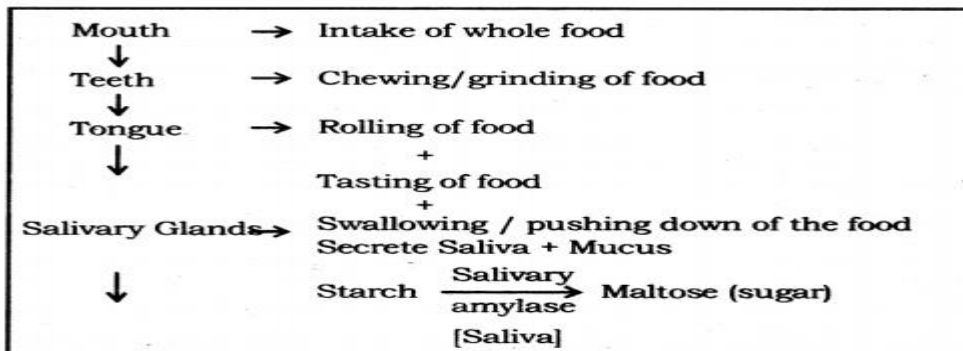 Mouth → Intake of whole food
↓
Teeth → Chewing/grinding of food
↓
Tongue → Rolling of food
↓ +
Tasting of food
+
Swallowing / pushing down of the food
Salivary Glands → Secrete Saliva + Mucus
↓ Starch Salivary amylase → Maltose (sugar)
[Saliva]